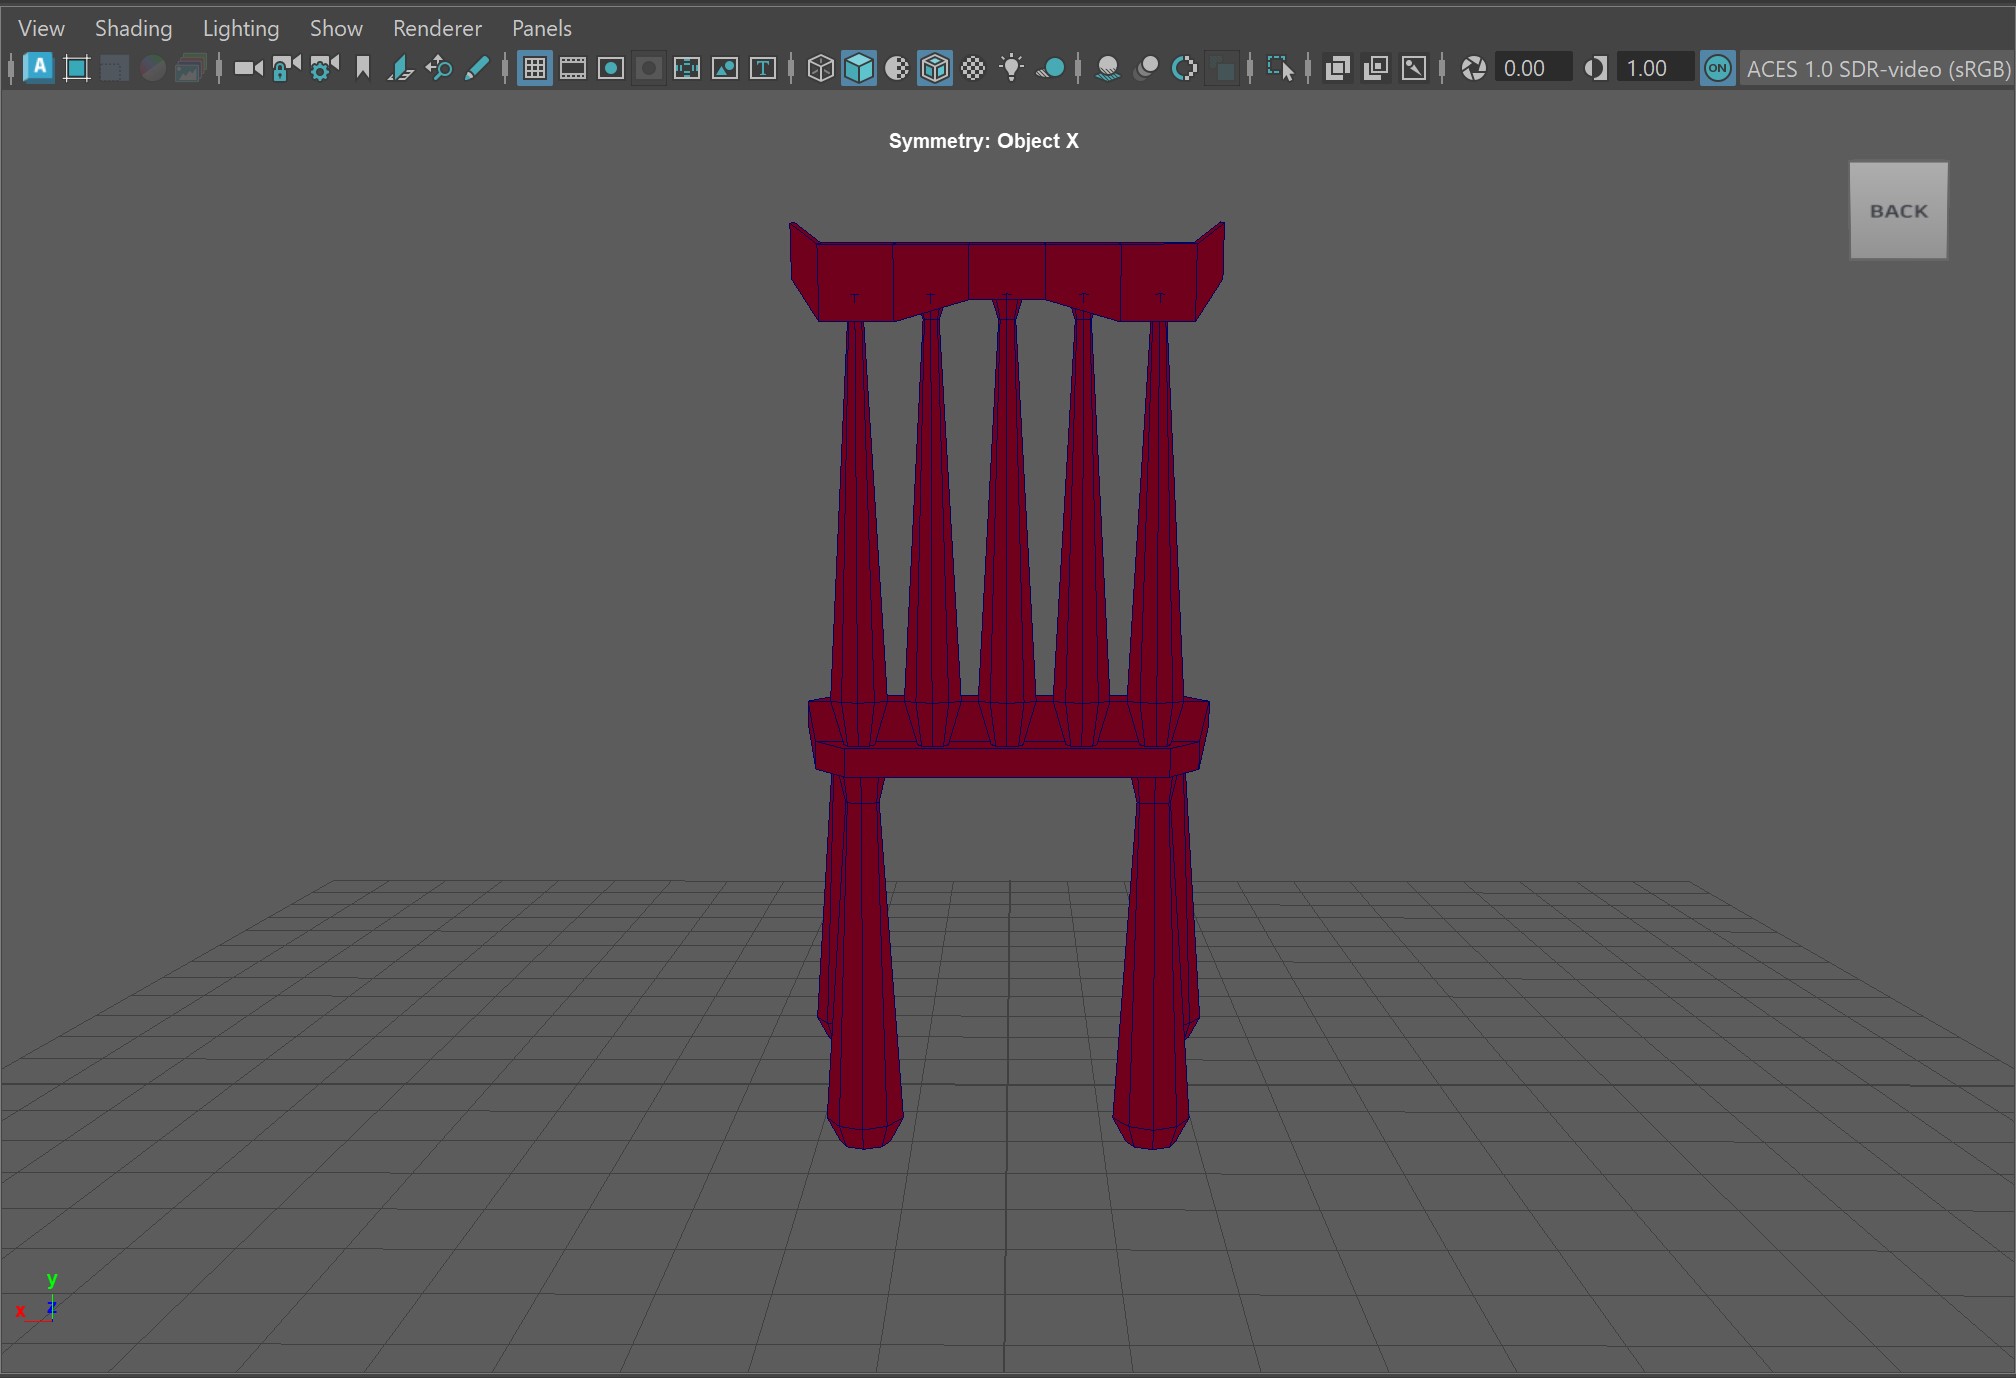 View Shading Lighting Show Renderer Panels
A T 0.00 1.00 ON ACES 1.0 SDR-video (sRGB)
Symmetry: Object X
BACK
y
x z